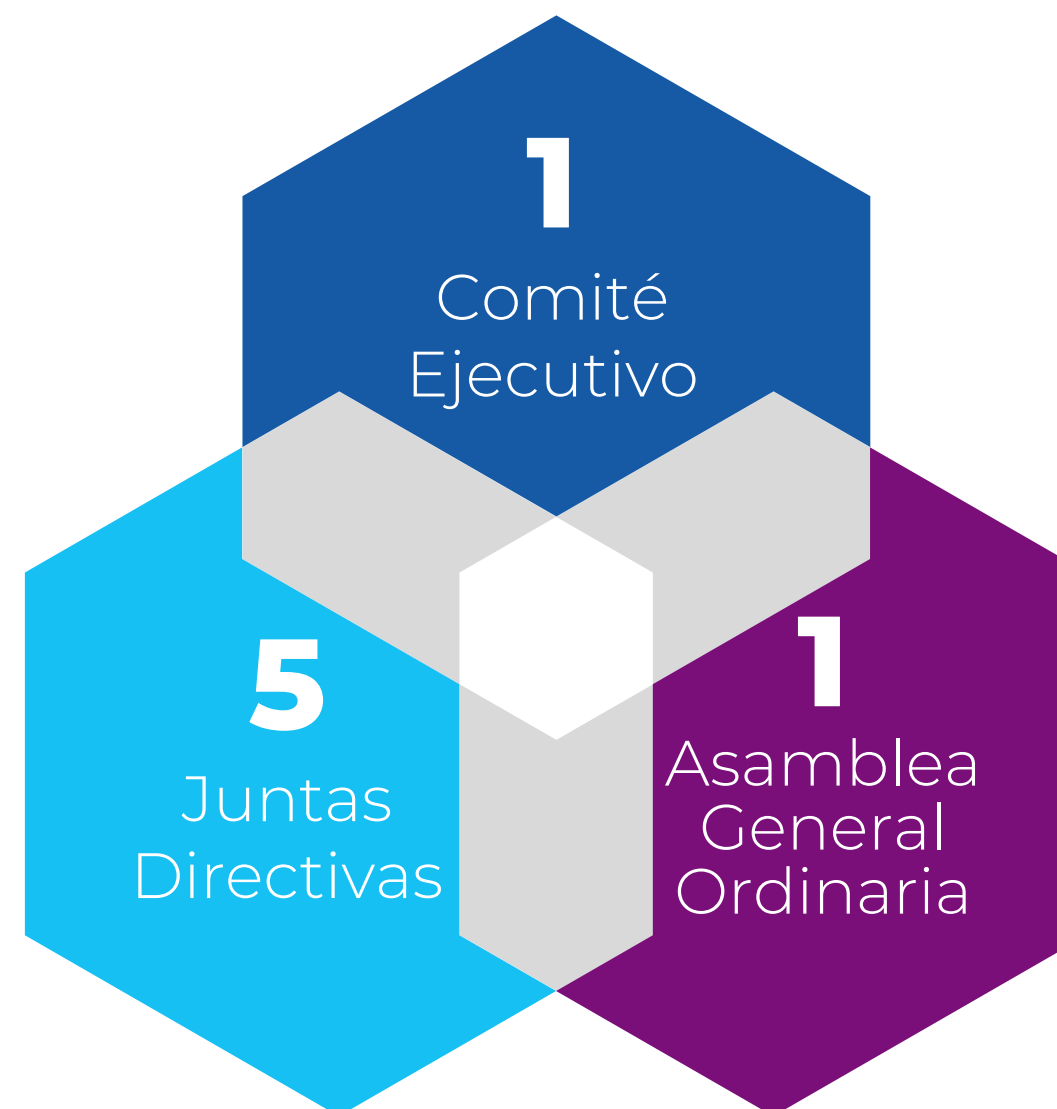 1
Comité
Ejecutivo
5
Juntas
Directivas
1
Asamblea
General
Ordinaria